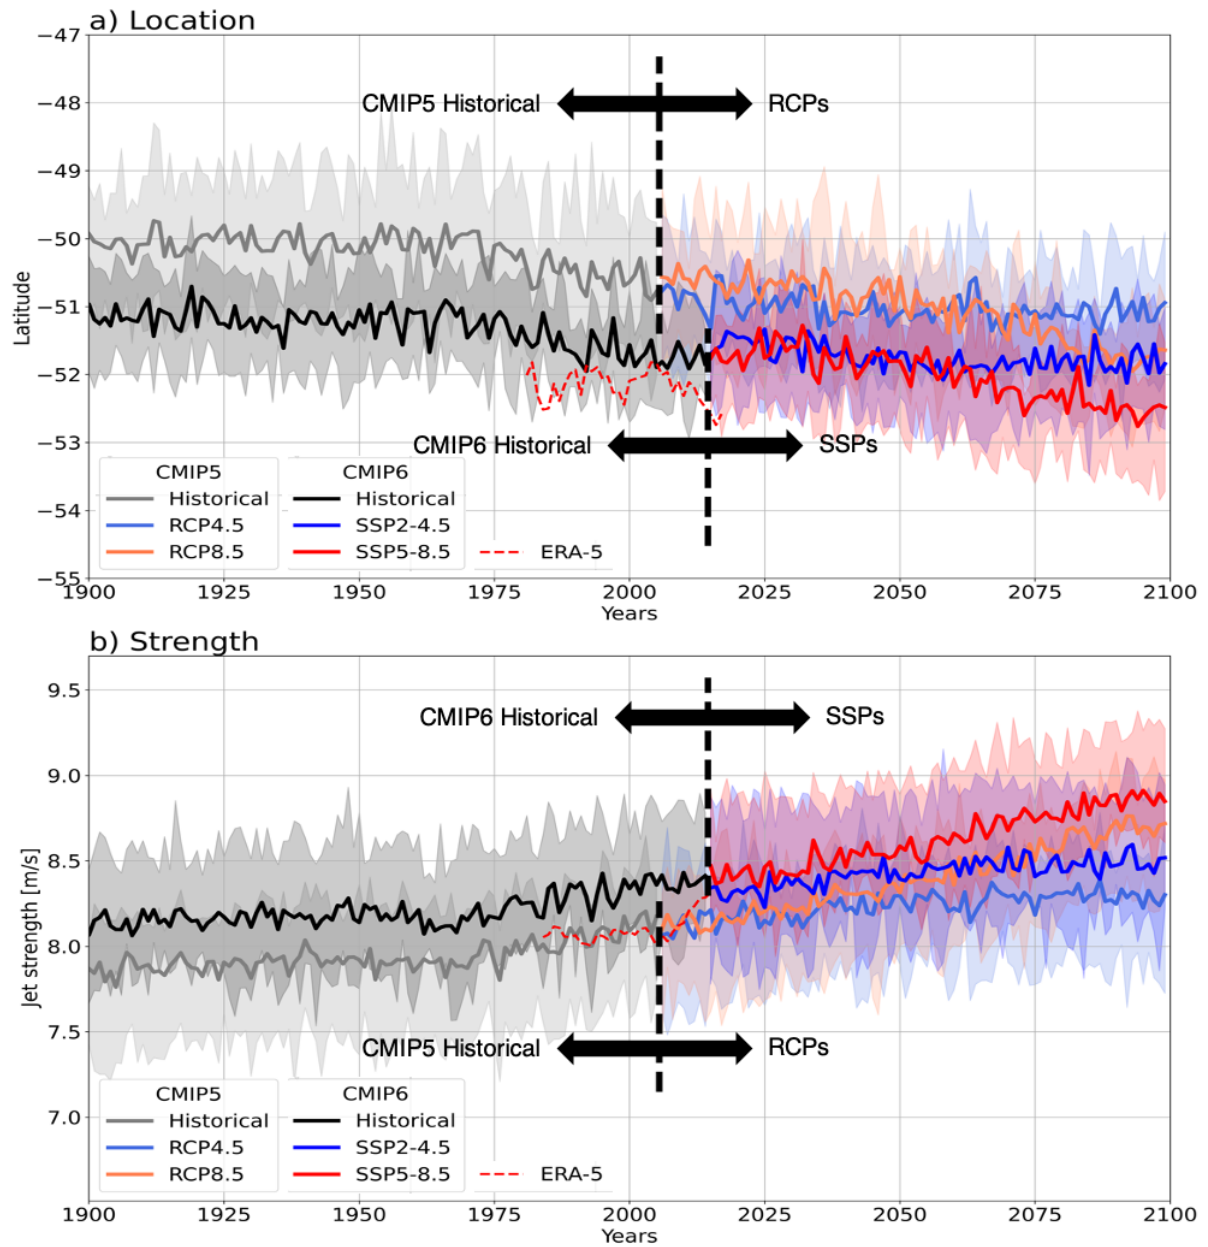 a) Location
−47
−48
−49
−50
−51
−52
−53
−54
−55
Latitude
CMIP5 Historical
RCPs
CMIP6 Historical
SSPs
CMIP5
Historical
RCP4.5
RCP8.5
CMIP6
Historical
SSP2-4.5
SSP5-8.5
ERA-5
1900 1925 1950 1975 2000 2025 2050 2075 2100
Years
b) Strength
9.5
9.0
8.5
8.0
7.5
7.0
Jet strength [m/s]
CMIP6 Historical
SSPs
CMIP5 Historical
RCPs
CMIP5
Historical
RCP4.5
RCP8.5
CMIP6
Historical
SSP2-4.5
SSP5-8.5
ERA-5
1900 1925 1950 1975 2000 2025 2050 2075 2100
Years